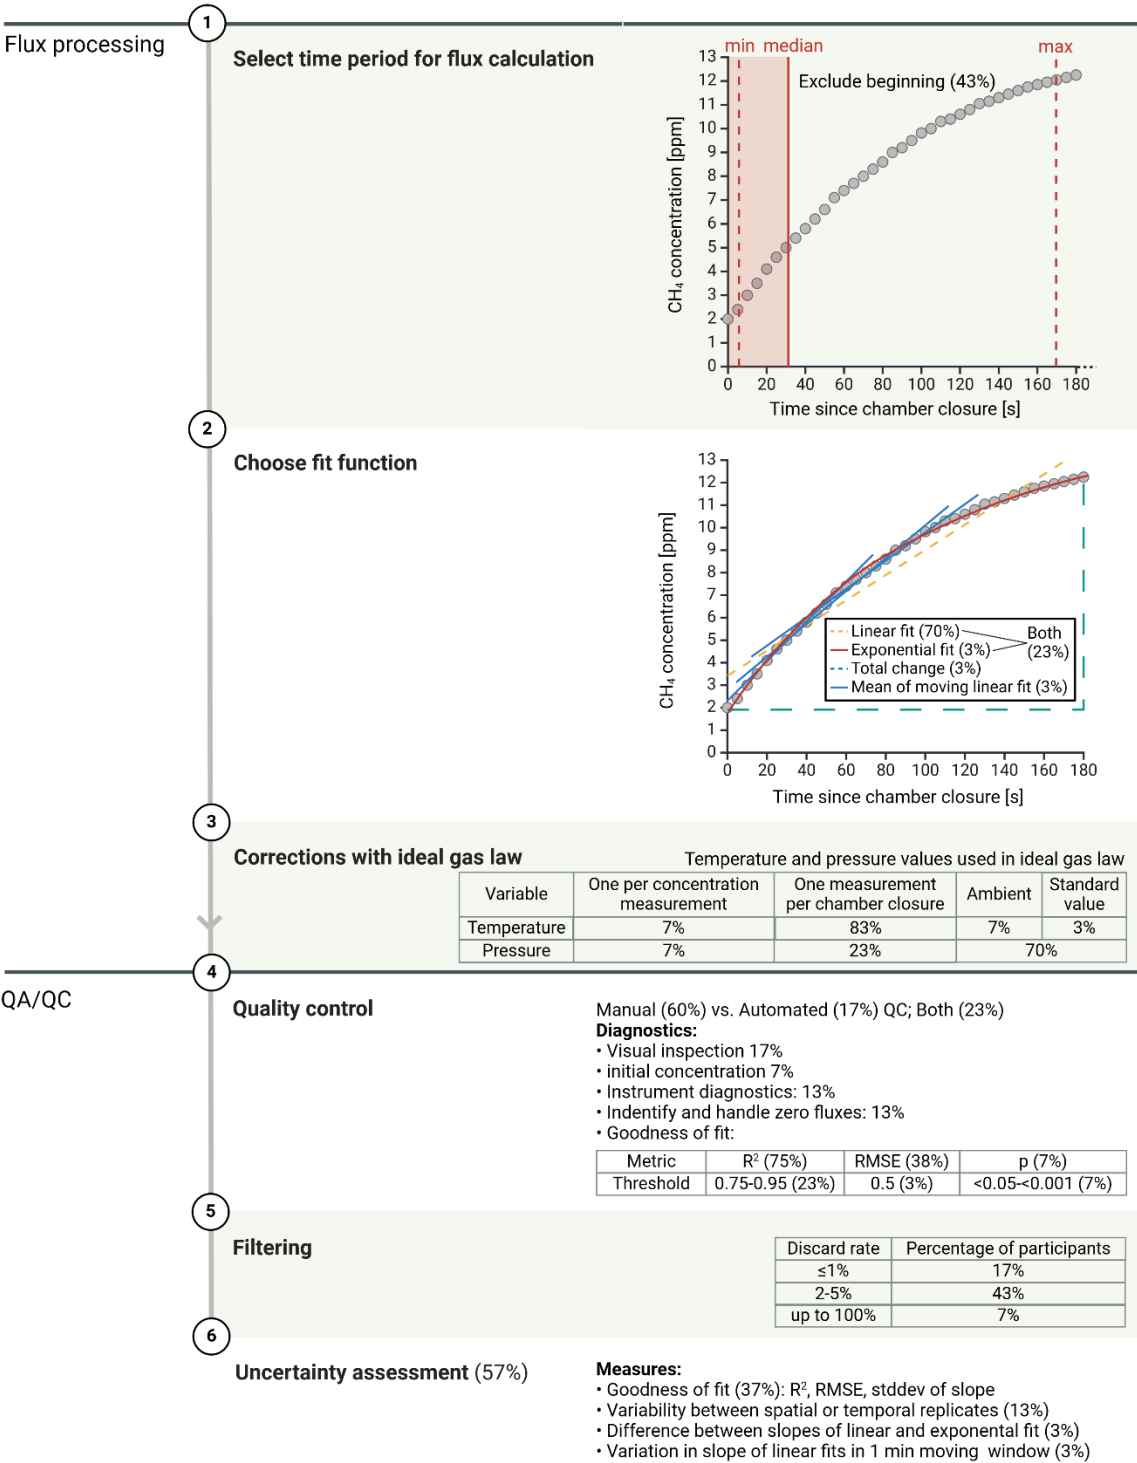 1
Flux processing
Select time period for flux calculation
min median max
Exclude beginning (43%)
13
12
11
10
9
8
7
6
5
4
3
2
1
0
CH₄ concentration [ppm]
0 20 40 60 80 100 120 140 160 180
Time since chamber closure [s]
2
Choose fit function
13
12
11
10
9
8
7
6
5
4
3
2
1
0
CH₄ concentration [ppm]
Linear fit (70%)
Exponential fit (3%)
Both
(23%)
Total change (3%)
Mean of moving linear fit (3%)
0 20 40 60 80 100 120 140 160 180
Time since chamber closure [s]
3
Corrections with ideal gas law
Temperature and pressure values used in ideal gas law
Variable One per concentration measurement One measurement per chamber closure Ambient Standard value
Temperature 7% 83% 7% 3%
Pressure 7% 23% 70%
4
QA/QC
Quality control
Manual (60%) vs. Automated (17%) QC; Both (23%)
Diagnostics:
• Visual inspection 17%
• initial concentration 7%
• Instrument diagnostics: 13%
• Indentify and handle zero fluxes: 13%
• Goodness of fit:
Metric R² (75%) RMSE (38%) p (7%)
Threshold 0.75-0.95 (23%) 0.5 (3%) <0.05-<0.001 (7%)
5
Filtering
Discard rate Percentage of participants
≤1% 17%
2-5% 43%
up to 100% 7%
6
Uncertainty assessment (57%)
Measures:
• Goodness of fit (37%): R², RMSE, stddev of slope
• Variability between spatial or temporal replicates (13%)
• Difference between slopes of linear and exponental fit (3%)
• Variation in slope of linear fits in 1 min moving window (3%)